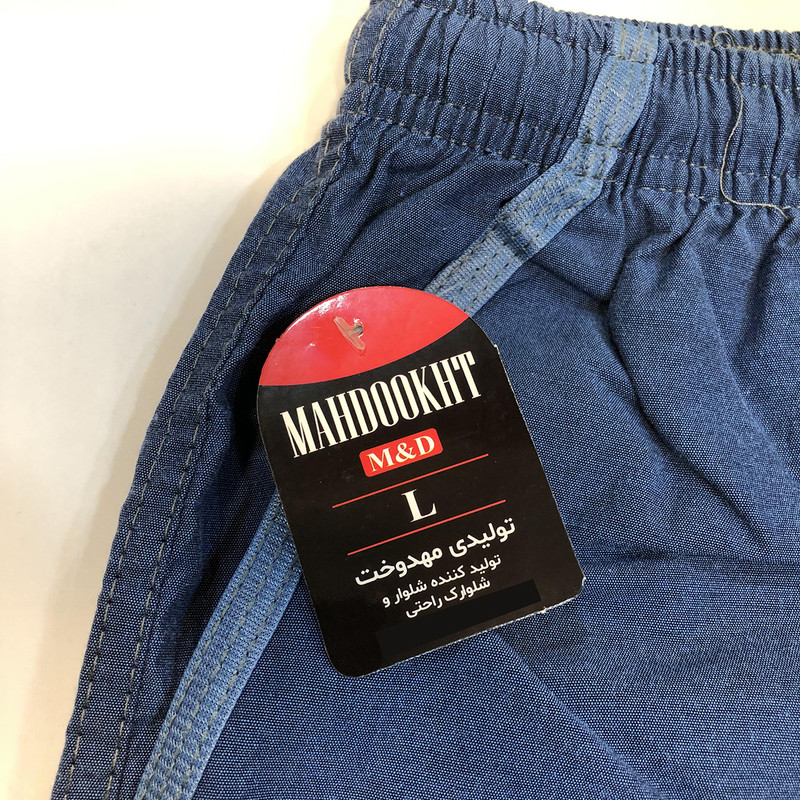 MAHDOOKHT
M&D
L
تولیدی مهدوخت
تولید کننده شلوار و
شلوارک راحتی